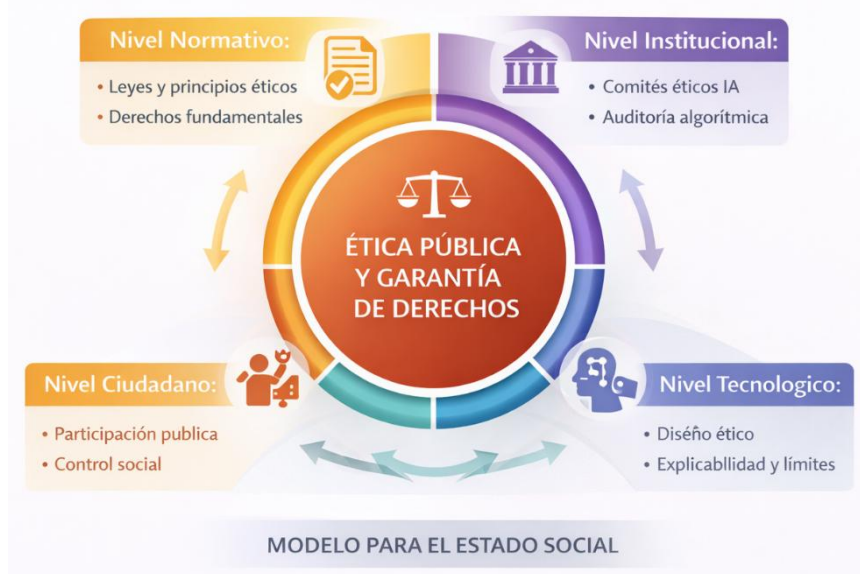 Nivel Normativo:
• Leyes y principios éticos
• Derechos fundamentales
Nivel Institucional:
• Comités éticos IA
• Auditoría algorítmica
ÉTICA PÚBLICA
Y GARANTÍA
DE DERECHOS
Nivel Ciudadano:
• Participación publica
• Control social
Nivel Tecnologico:
• Diséño ético
• Explicabllidad y límites
MODELO PARA EL ESTADO SOCIAL